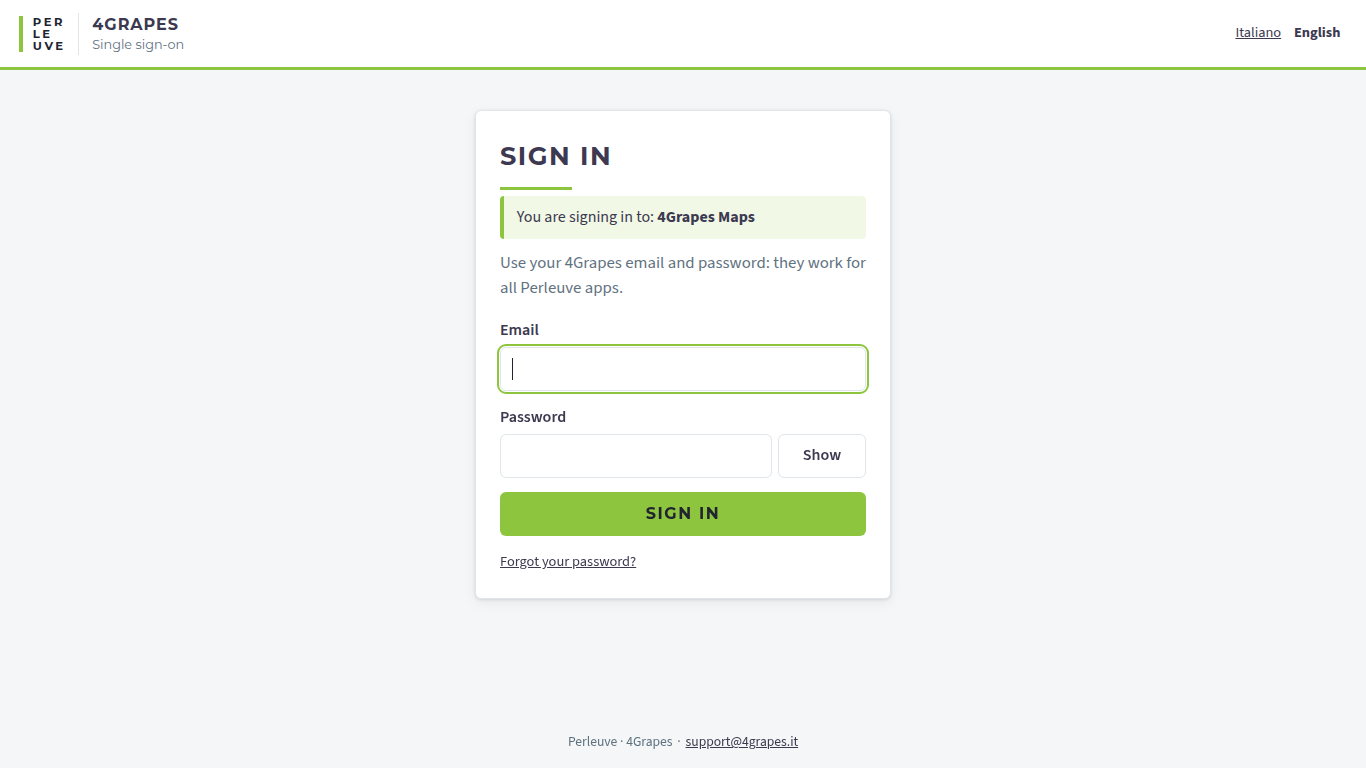 PER
LE
UVE
4GRAPES
Single sign-on
Italiano English
SIGN IN
You are signing in to: 4Grapes Maps
Use your 4Grapes email and password: they work for
all Perleuve apps.
Email
Password
Show
SIGN IN
Forgot your password?
Perleuve · 4Grapes · support@4grapes.it